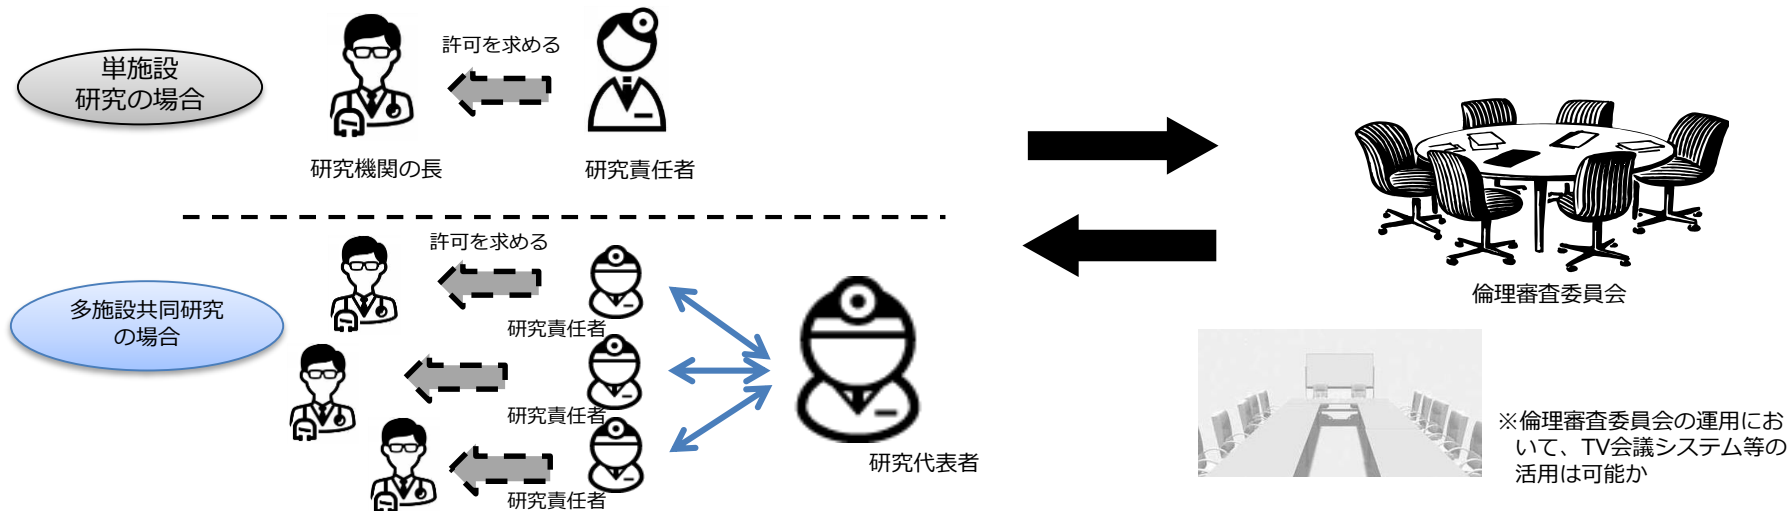 単施設
研究の場合
許可を求める
研究機関の長
研究責任者
許可を求める
多施設共同研究
の場合
研究責任者
研究責任者
研究責任者
研究代表者
倫理審査委員会
※倫理審査委員会の運用にお
いて、TV会議システム等の
活用は可能か